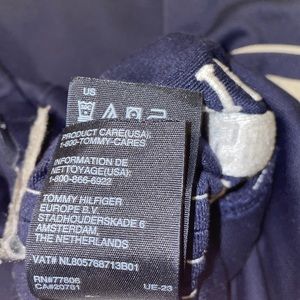 US
PRODUCT CARE(USA):
1-800-TOMMY-CARES
INFORMATION DE
NETTOYAGE(USA):
1-800-866-6922
TOMMY HILFIGER
EUROPE B.V.
STADHOUDERSKADE 6
AMSTERDAM,
THE NETHERLANDS
VAT# NL805768713B01
RN#77806
CA#20781 UE-23